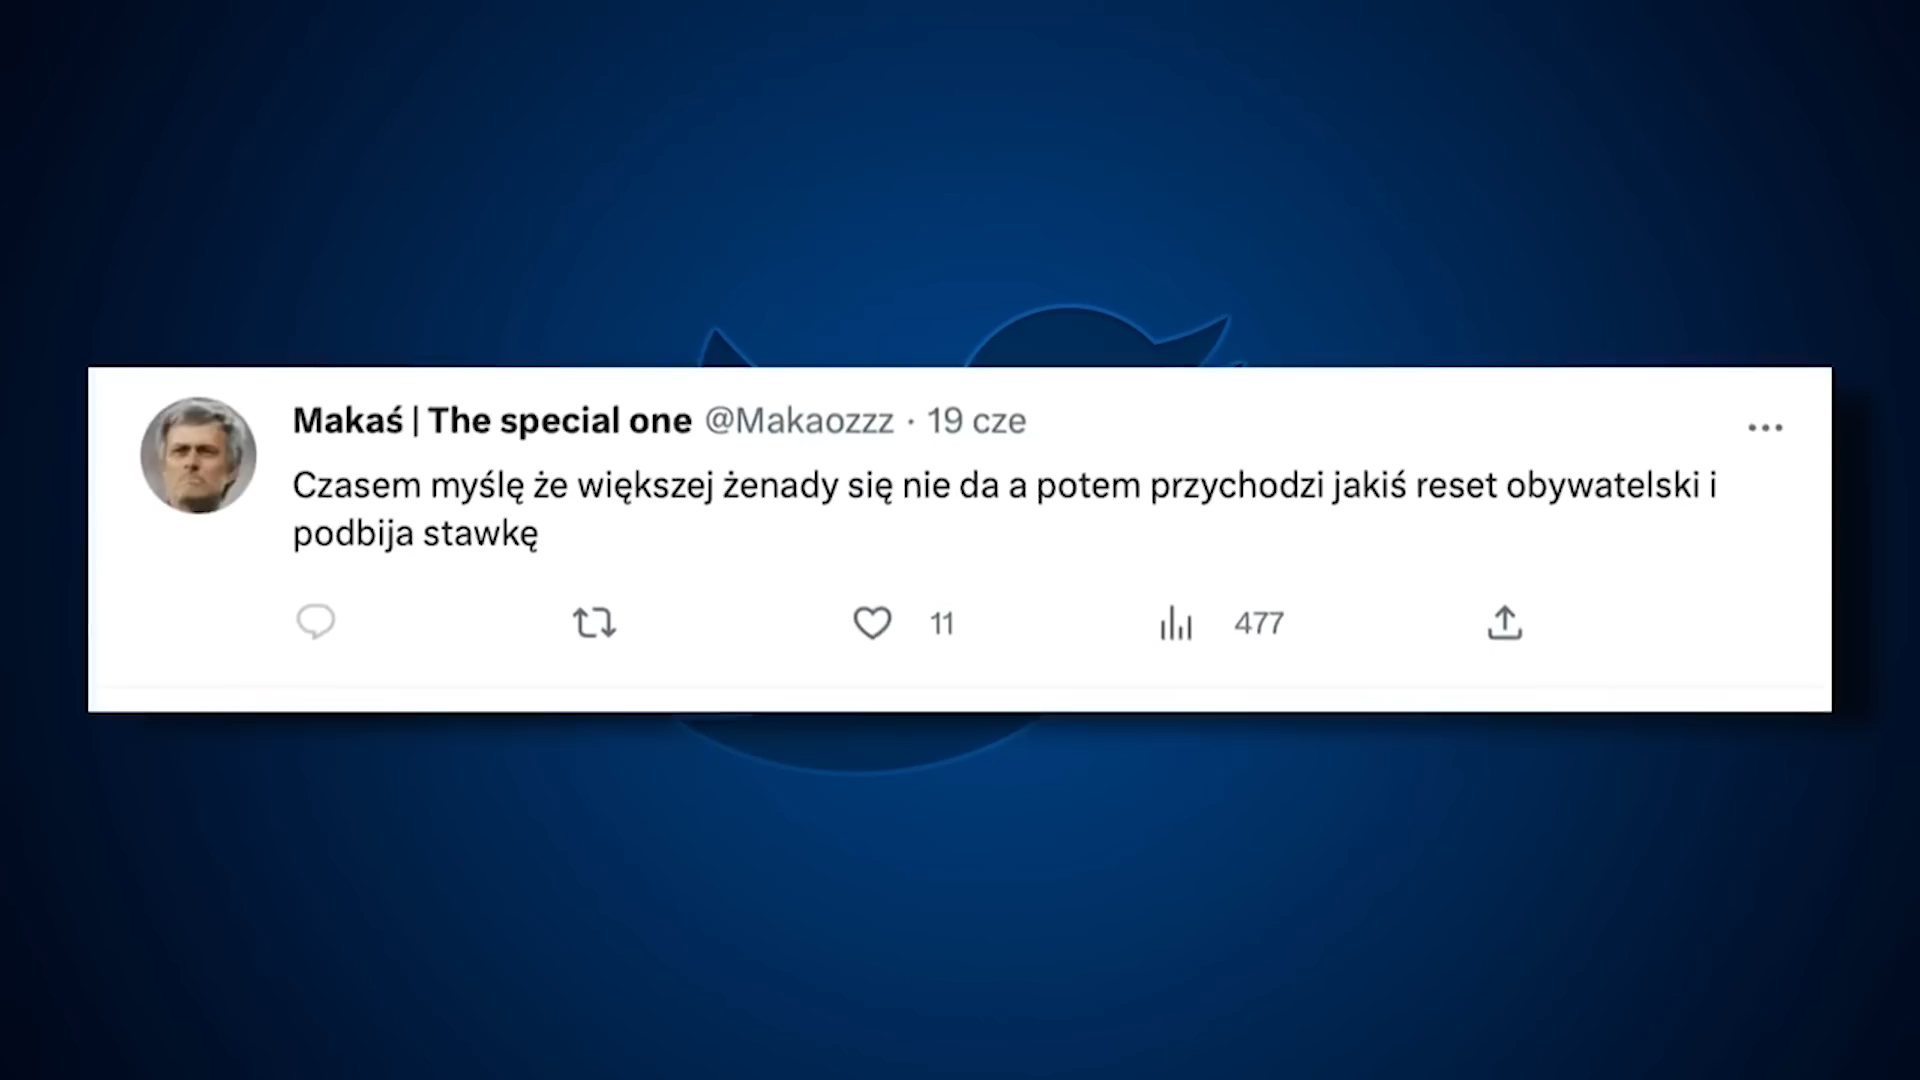 Makaś | The special one @Makaozzz · 19 cze
Czasem myślę że większej żenady się nie da a potem przychodzi jakiś reset obywatelski i
podbija stawkę
11 477